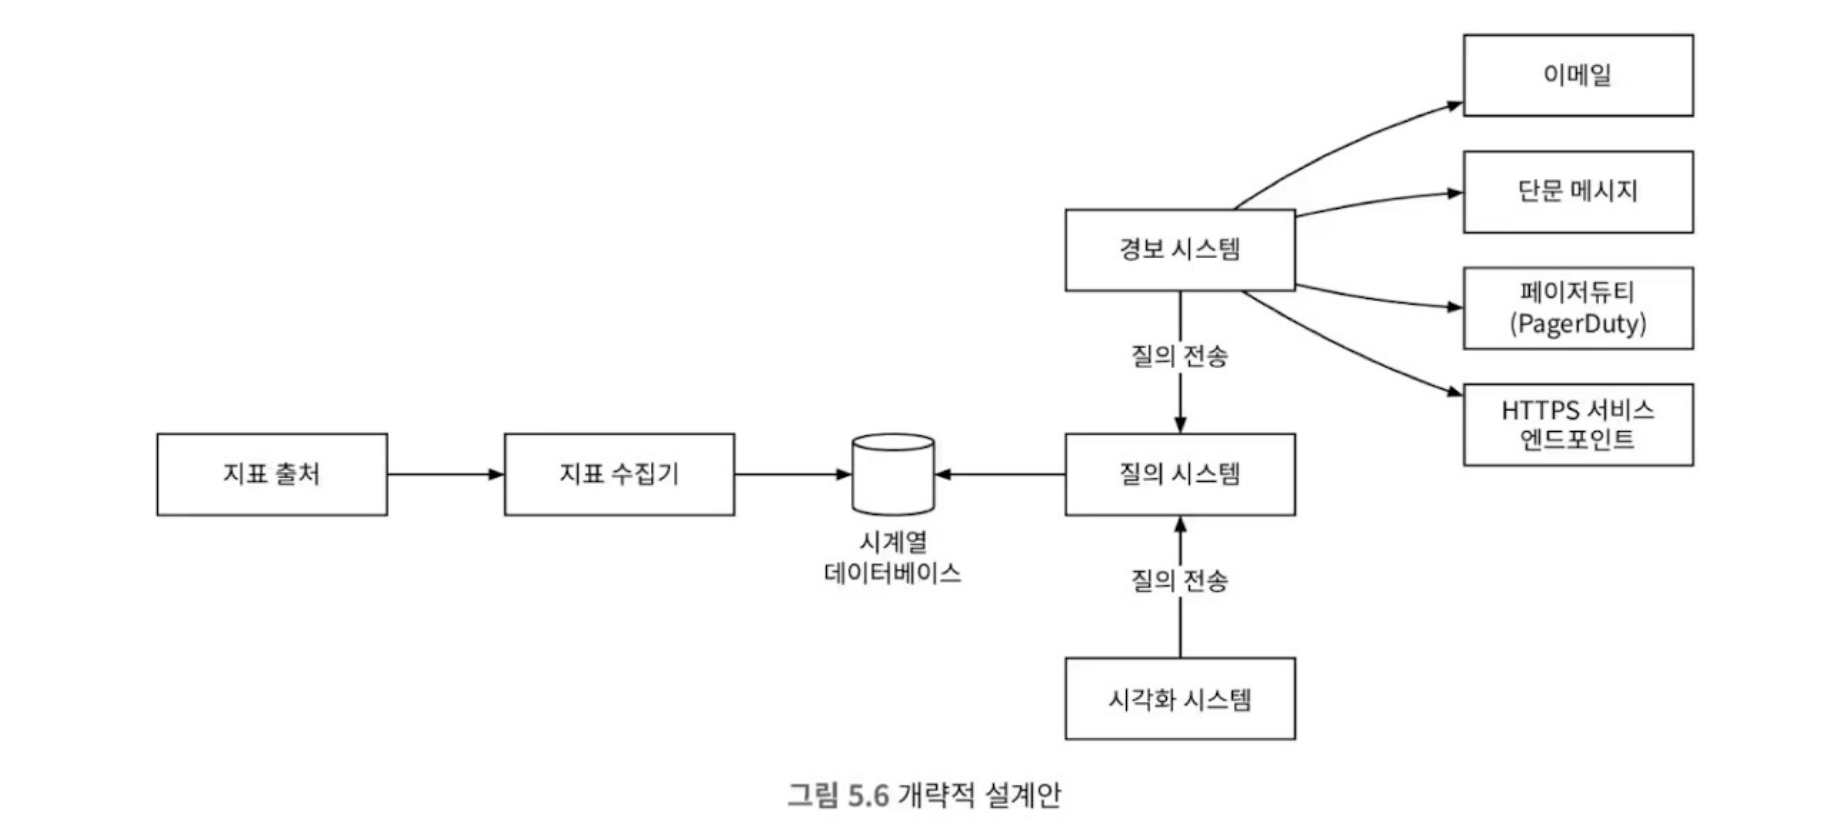 이메일
단문 메시지
경보 시스템
페이저듀티
(PagerDuty)
질의 전송
HTTPS 서비스
엔드포인트
지표 출처
지표 수집기
질의 시스템
시계열
데이터베이스
질의 전송
시각화 시스템
그림 5.6 개략적 설계안